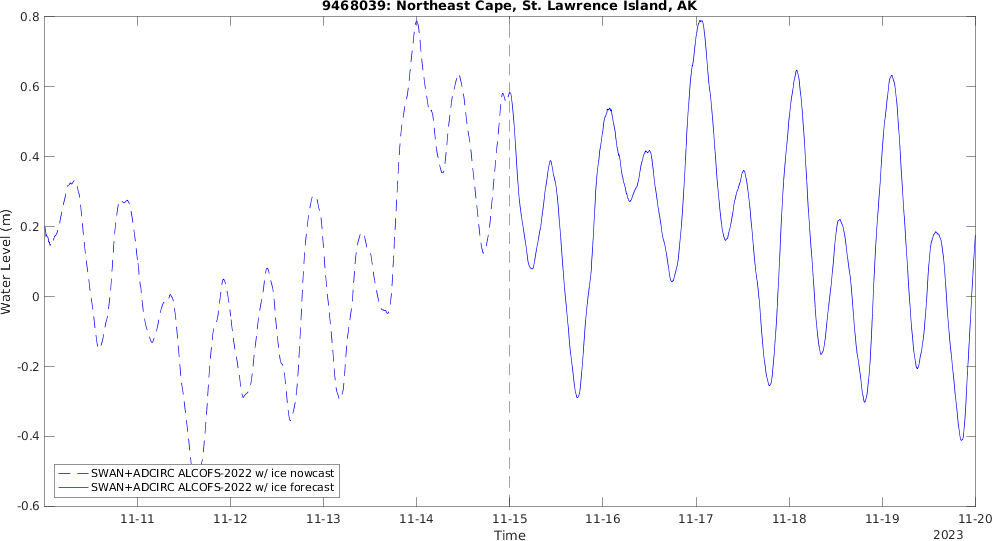 9468039: Northeast Cape, St. Lawrence Island, AK
0.8
0.6
0.4
0.2
0
-0.2
-0.4
-0.6
Water Level (m)
SWAN+ADCIRC ALCOFS-2022 w/ ice nowcast
SWAN+ADCIRC ALCOFS-2022 w/ ice forecast
11-11 11-12 11-13 11-14 11-15 11-16 11-17 11-18 11-19 11-20
Time
2023